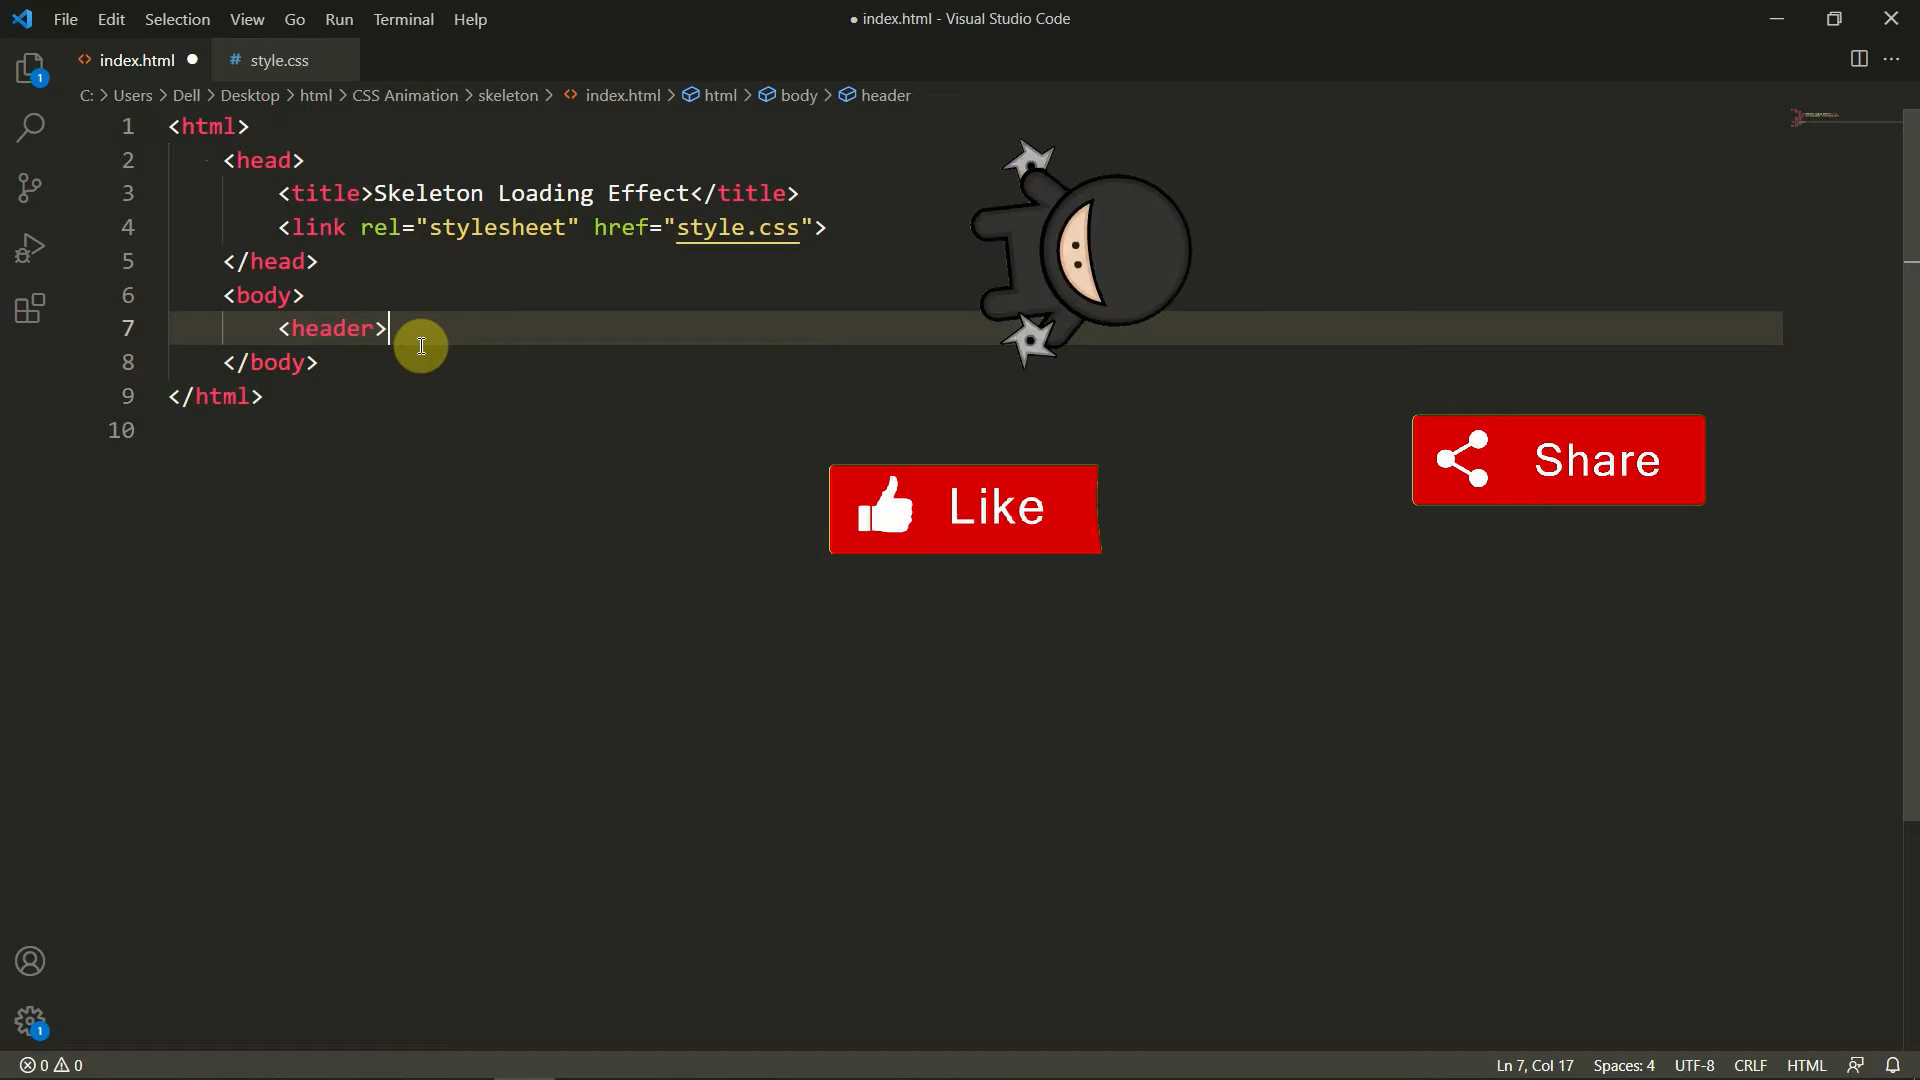 File Edit Selection View Go Run Terminal Help
● index.html - Visual Studio Code
index.html ● # style.css
C: > Users > Dell > Desktop > html > CSS Animation > skeleton > <> index.html > html > body > header
1 <html>
2 <head>
3 <title>Skeleton Loading Effect</title>
4 <link rel="stylesheet" href="style.css">
5 </head>
6 <body>
7 <header>
8 </body>
9 </html>
10
Share
Like
1
1
0 0
Ln 7, Col 17 Spaces: 4 UTF-8 CRLF HTML